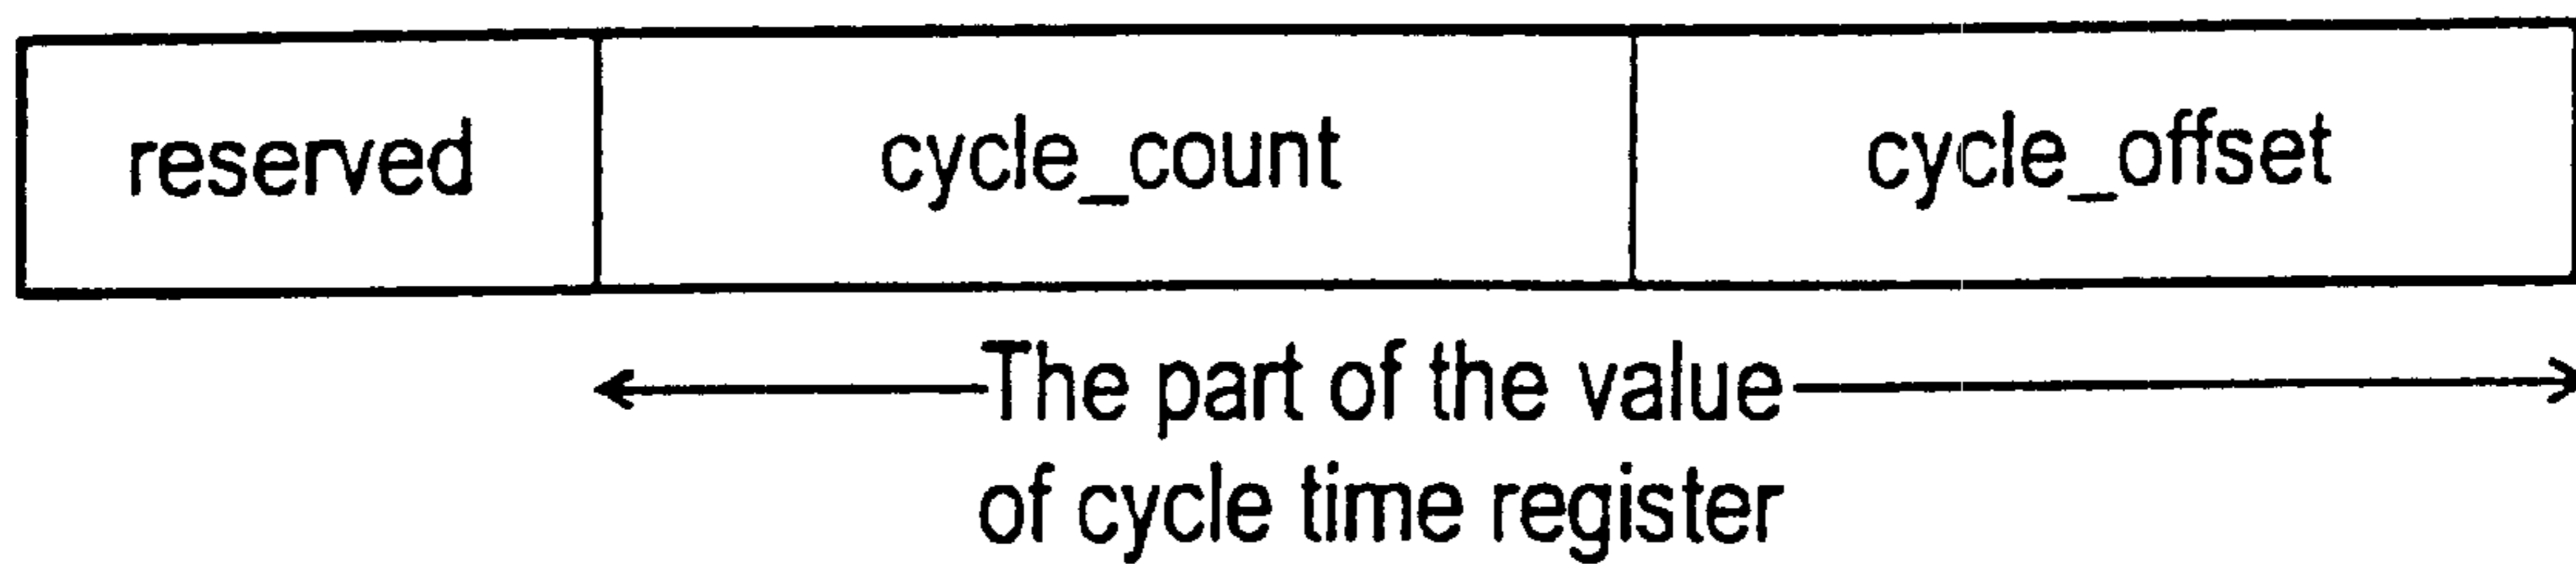 reserved cycle_count cycle_offset
The part of the value
of cycle time register